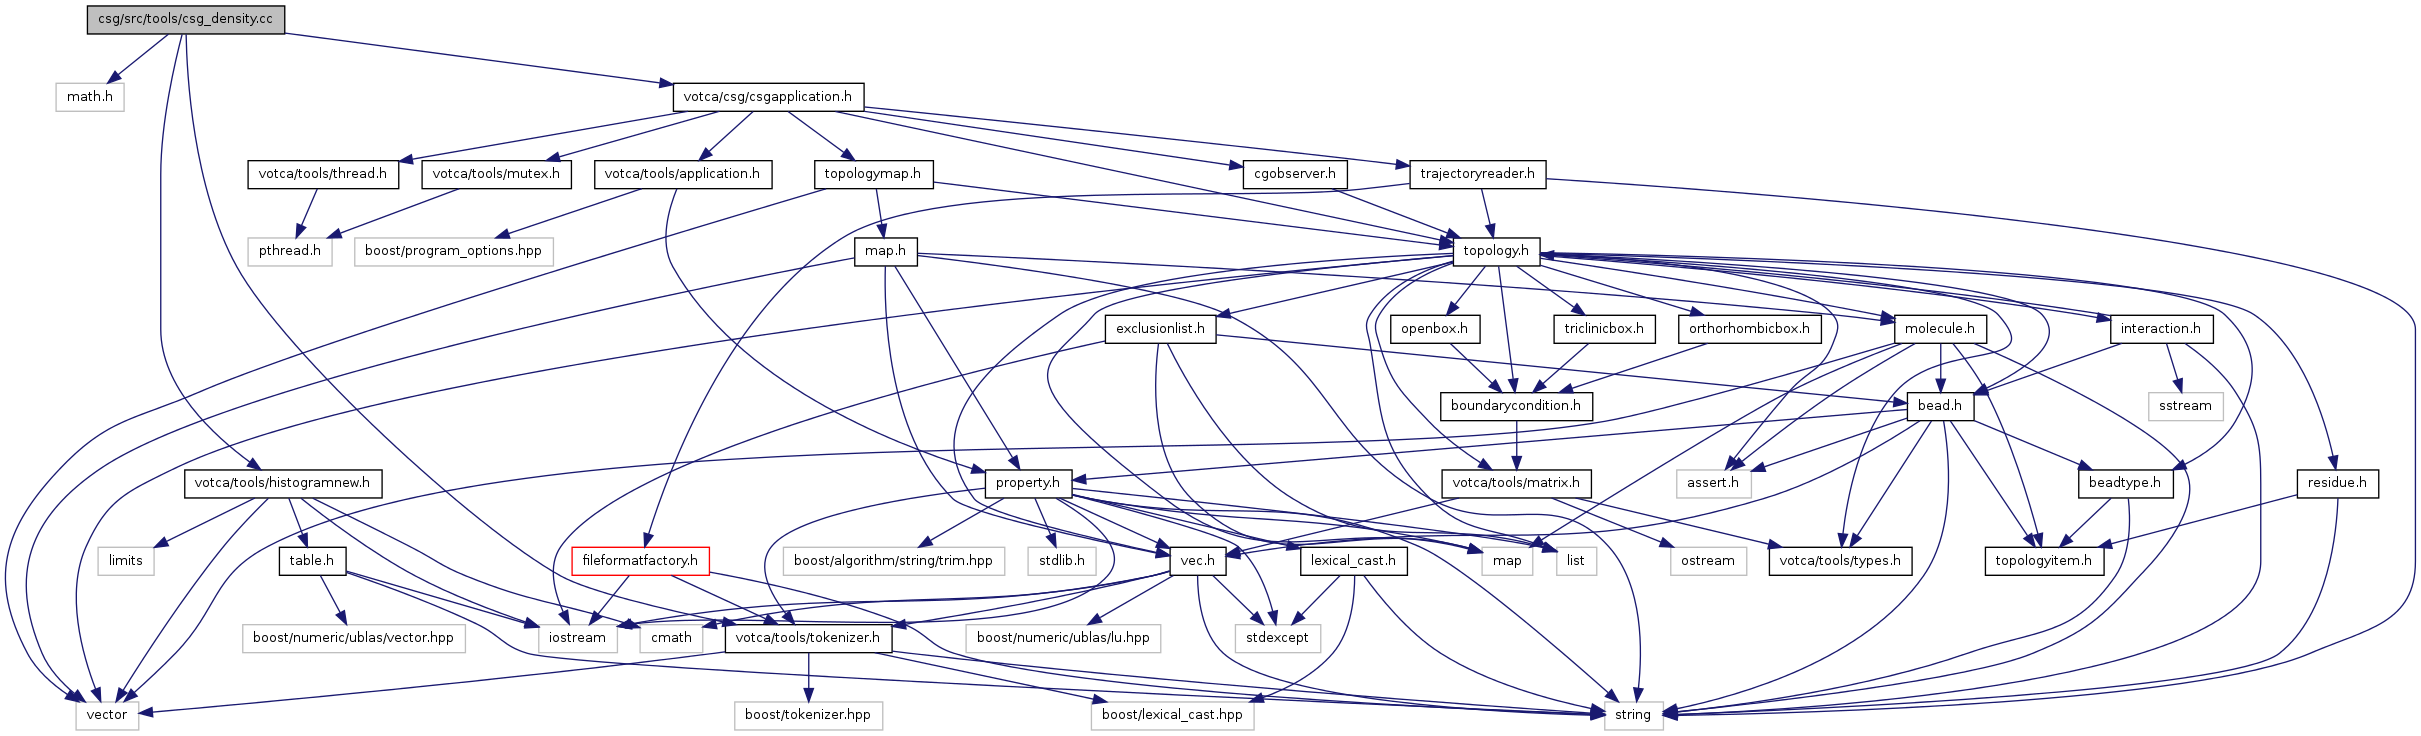 csg/src/tools/csg_density.cc
math.h
votca/csg/csgapplication.h
votca/tools/thread.h
votca/tools/mutex.h
votca/tools/application.h
topologymap.h
cgobserver.h
trajectoryreader.h
pthread.h
boost/program_options.hpp
map.h
topology.h
exclusionlist.h
openbox.h
triclinicbox.h
orthorhombicbox.h
molecule.h
interaction.h
boundarycondition.h
bead.h
sstream
votca/tools/histogramnew.h
property.h
votca/tools/matrix.h
assert.h
beadtype.h
residue.h
limits
table.h
fileformatfactory.h
boost/algorithm/string/trim.hpp
stdlib.h
vec.h
lexical_cast.h
map
list
ostream
votca/tools/types.h
topologyitem.h
boost/numeric/ublas/vector.hpp
iostream
cmath
votca/tools/tokenizer.h
boost/numeric/ublas/lu.hpp
stdexcept
vector
boost/tokenizer.hpp
boost/lexical_cast.hpp
string